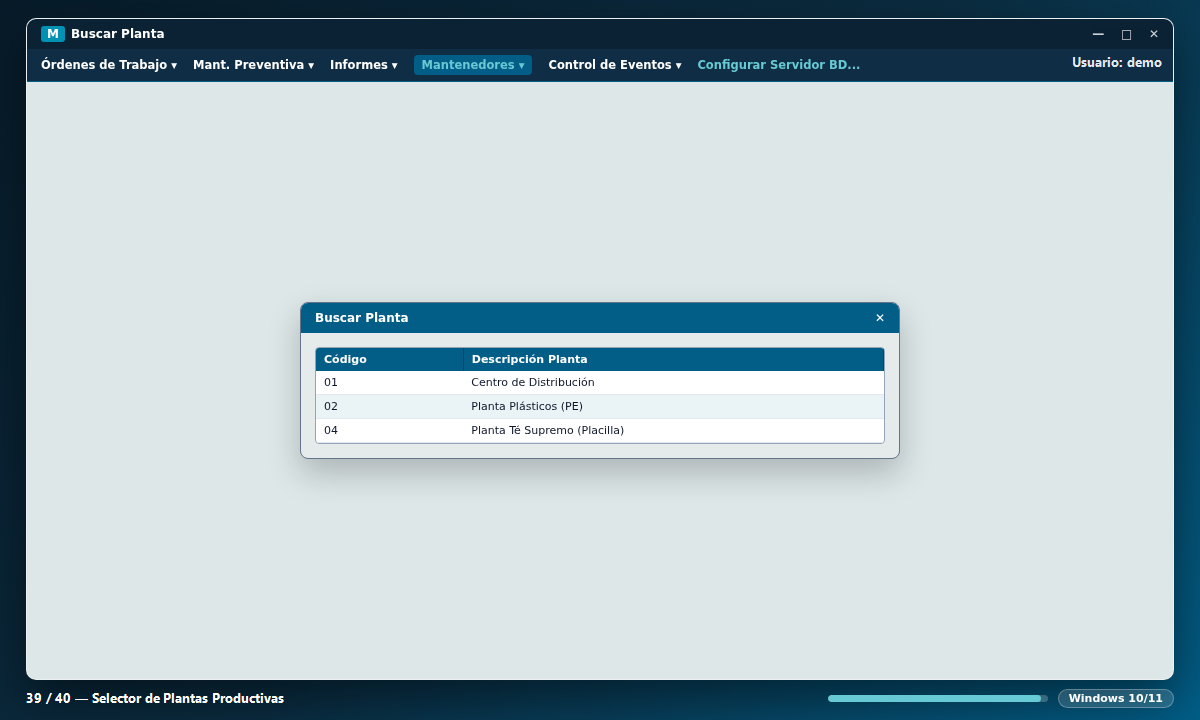 M Buscar Planta
Órdenes de Trabajo ▾ Mant. Preventiva ▾ Informes ▾ Mantenedores ▾ Control de Eventos ▾ Configurar Servidor BD... Usuario: demo
Buscar Planta ✕
Código Descripción Planta
01 Centro de Distribución
02 Planta Plásticos (PE)
04 Planta Té Supremo (Placilla)
39 / 40 — Selector de Plantas Productivas Windows 10/11